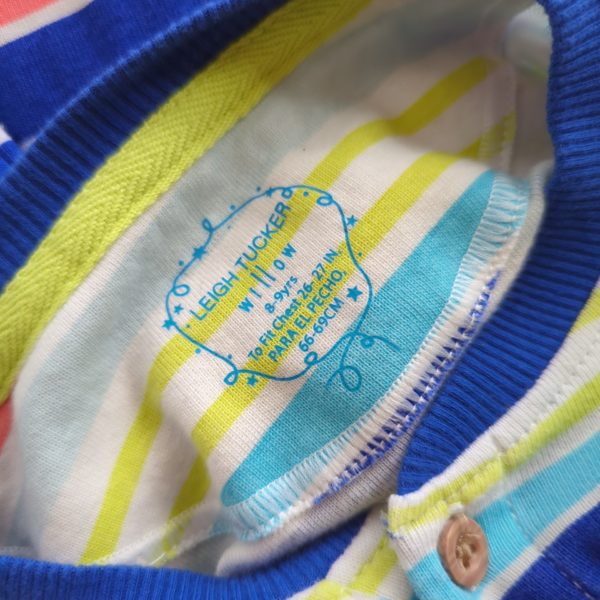 LEIGH TUCKER
WILLOW
8-9yrs
To Fit Chest 26-27 IN.
PARA EL PECHO,
66-69CM